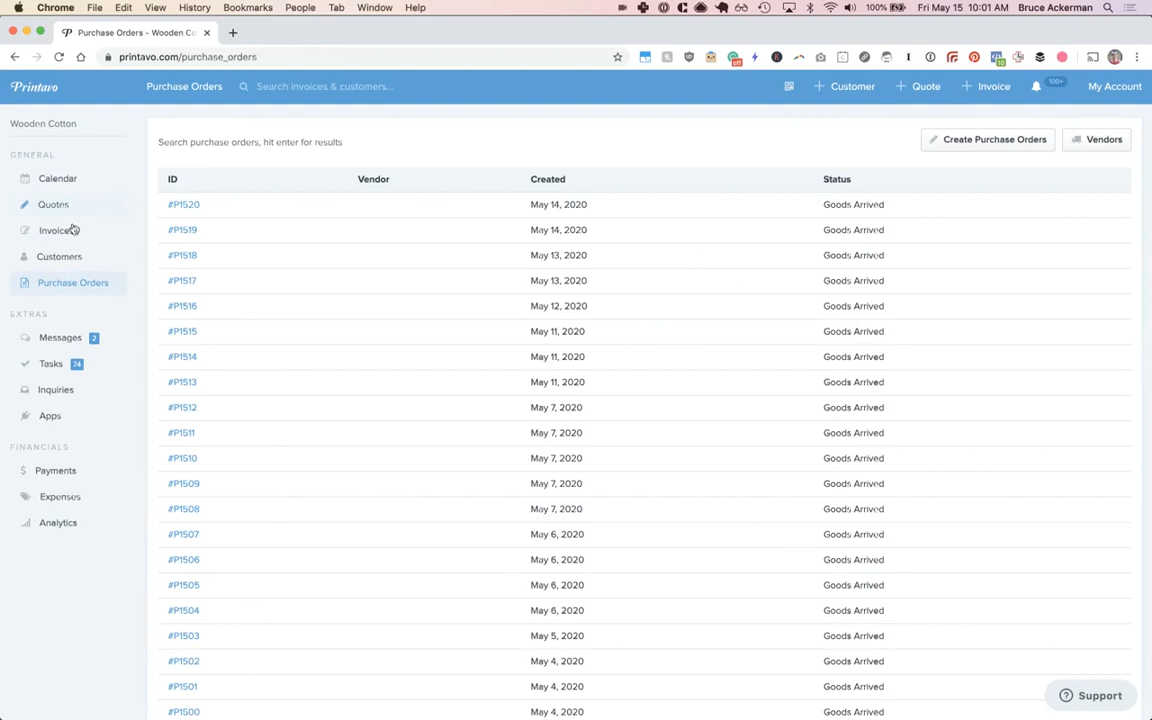 Chrome File Edit View History Bookmarks People Tab Window Help 100% Fri May 15 10:01 AM Bruce Ackerman
Purchase Orders - Wooden Co
printavo.com/purchase_orders
Printavo Purchase Orders Search invoices & customers... Customer Quote Invoice 100+ My Account
Wooden Cotton
Search purchase orders, hit enter for results Create Purchase Orders Vendors
GENERAL
Calendar
Quotes
Invoices
Customers
Purchase Orders
EXTRAS
Messages 2
Tasks 74
Inquiries
Apps
FINANCIALS
Payments
Expenses
Analytics
ID Vendor Created Status
#P1520 May 14, 2020 Goods Arrived
#P1519 May 14, 2020 Goods Arrived
#P1518 May 13, 2020 Goods Arrived
#P1517 May 13, 2020 Goods Arrived
#P1516 May 12, 2020 Goods Arrived
#P1515 May 11, 2020 Goods Arrived
#P1514 May 11, 2020 Goods Arrived
#P1513 May 11, 2020 Goods Arrived
#P1512 May 7, 2020 Goods Arrived
#P1511 May 7, 2020 Goods Arrived
#P1510 May 7, 2020 Goods Arrived
#P1509 May 7, 2020 Goods Arrived
#P1508 May 7, 2020 Goods Arrived
#P1507 May 6, 2020 Goods Arrived
#P1506 May 6, 2020 Goods Arrived
#P1505 May 6, 2020 Goods Arrived
#P1504 May 6, 2020 Goods Arrived
#P1503 May 5, 2020 Goods Arrived
#P1502 May 4, 2020 Goods Arrived
#P1501 May 4, 2020 Goods Arrived
#P1500 May 4, 2020 Goods Arrived
Support